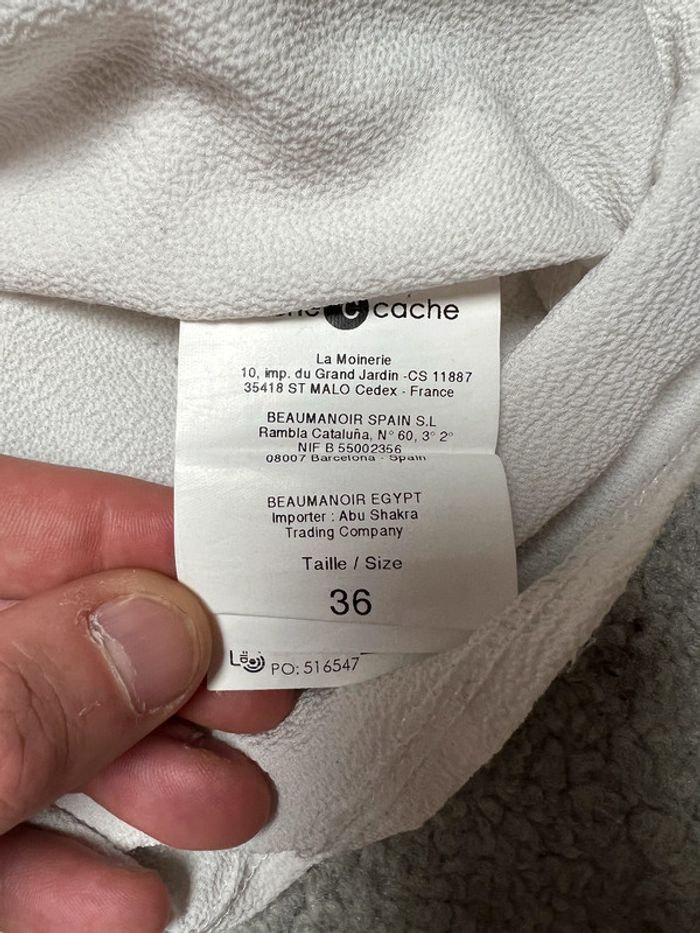 cache
La Moinerie
10, imp. du Grand Jardin -CS 11887
35418 ST MALO Cedex - France
BEAUMANOIR SPAIN S.L
Rambla Cataluña, N° 60, 3° 2°
NIF B 55002356
08007 Barcelona - Spain
BEAUMANOIR EGYPT
Importer : Abu Shakra
Trading Company
Taille / Size
36
PO: 516547